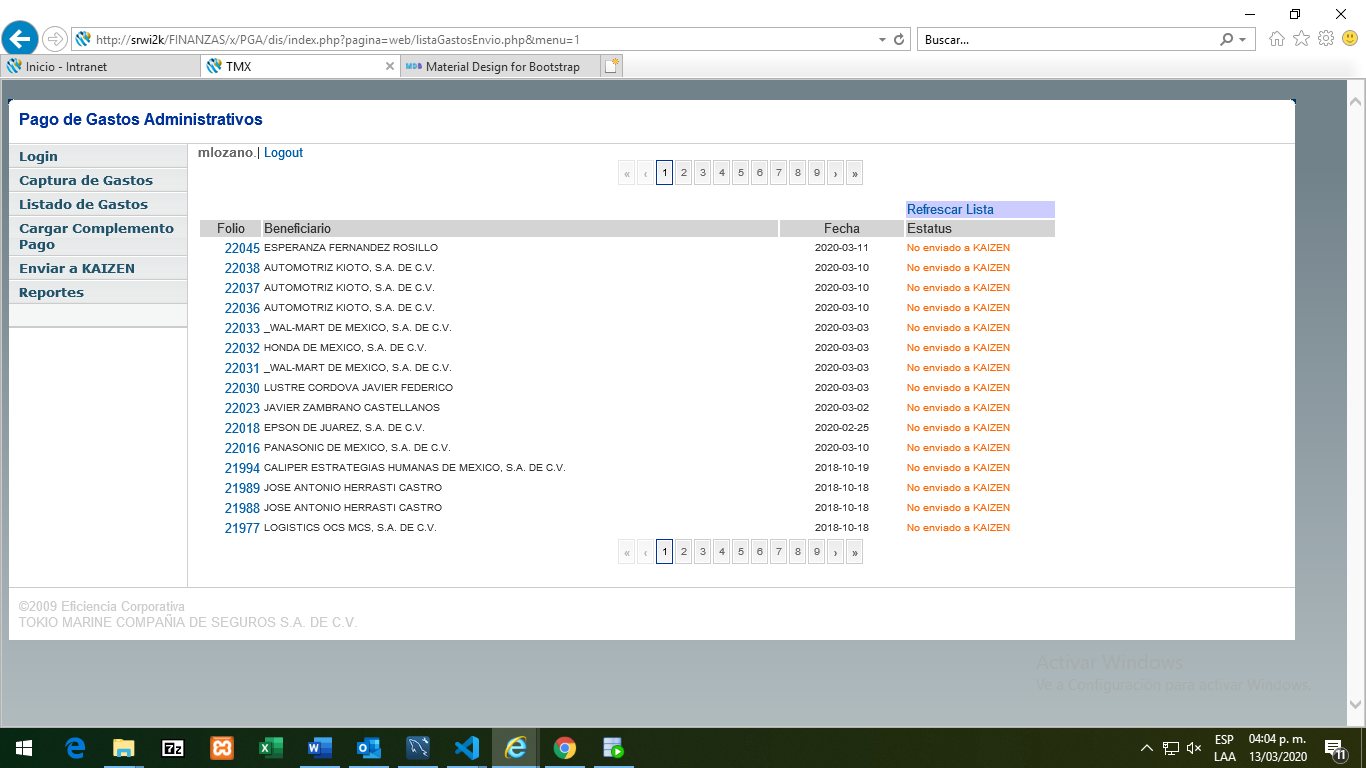 http://srwi2k/FINANZAS/x/PGA/dis/index.php?pagina=web/listaGastosEnvio.php&menu=1
Buscar...
Inicio - Intranet
TMX
MDB Material Design for Bootstrap
Pago de Gastos Administrativos
Login
Captura de Gastos
Listado de Gastos
Cargar Complemento
Pago
Enviar a KAIZEN
Reportes
mlozano.| Logout
« ‹ 1 2 3 4 5 6 7 8 9 › »
Refrescar Lista
Folio Beneficiario Fecha Estatus
22045 ESPERANZA FERNANDEZ ROSILLO 2020-03-11 No enviado a KAIZEN
22038 AUTOMOTRIZ KIOTO, S.A. DE C.V. 2020-03-10 No enviado a KAIZEN
22037 AUTOMOTRIZ KIOTO, S.A. DE C.V. 2020-03-10 No enviado a KAIZEN
22036 AUTOMOTRIZ KIOTO, S.A. DE C.V. 2020-03-10 No enviado a KAIZEN
22033 _WAL-MART DE MEXICO, S.A. DE C.V. 2020-03-03 No enviado a KAIZEN
22032 HONDA DE MEXICO, S.A. DE C.V. 2020-03-03 No enviado a KAIZEN
22031 _WAL-MART DE MEXICO, S.A. DE C.V. 2020-03-03 No enviado a KAIZEN
22030 LUSTRE CORDOVA JAVIER FEDERICO 2020-03-03 No enviado a KAIZEN
22023 JAVIER ZAMBRANO CASTELLANOS 2020-03-02 No enviado a KAIZEN
22018 EPSON DE JUAREZ, S.A. DE C.V. 2020-02-25 No enviado a KAIZEN
22016 PANASONIC DE MEXICO, S.A. DE C.V. 2020-03-10 No enviado a KAIZEN
21994 CALIPER ESTRATEGIAS HUMANAS DE MEXICO, S.A. DE C.V. 2018-10-19 No enviado a KAIZEN
21989 JOSE ANTONIO HERRASTI CASTRO 2018-10-18 No enviado a KAIZEN
21988 JOSE ANTONIO HERRASTI CASTRO 2018-10-18 No enviado a KAIZEN
21977 LOGISTICS OCS MCS, S.A. DE C.V. 2018-10-18 No enviado a KAIZEN
« ‹ 1 2 3 4 5 6 7 8 9 › »
©2009 Eficiencia Corporativa
TOKIO MARINE COMPAÑIA DE SEGUROS S.A. DE C.V.
Activar Windows
Ve a Configuración para activar Windows.
7z
ESP 04:04 p. m.
LAA 13/03/2020
11